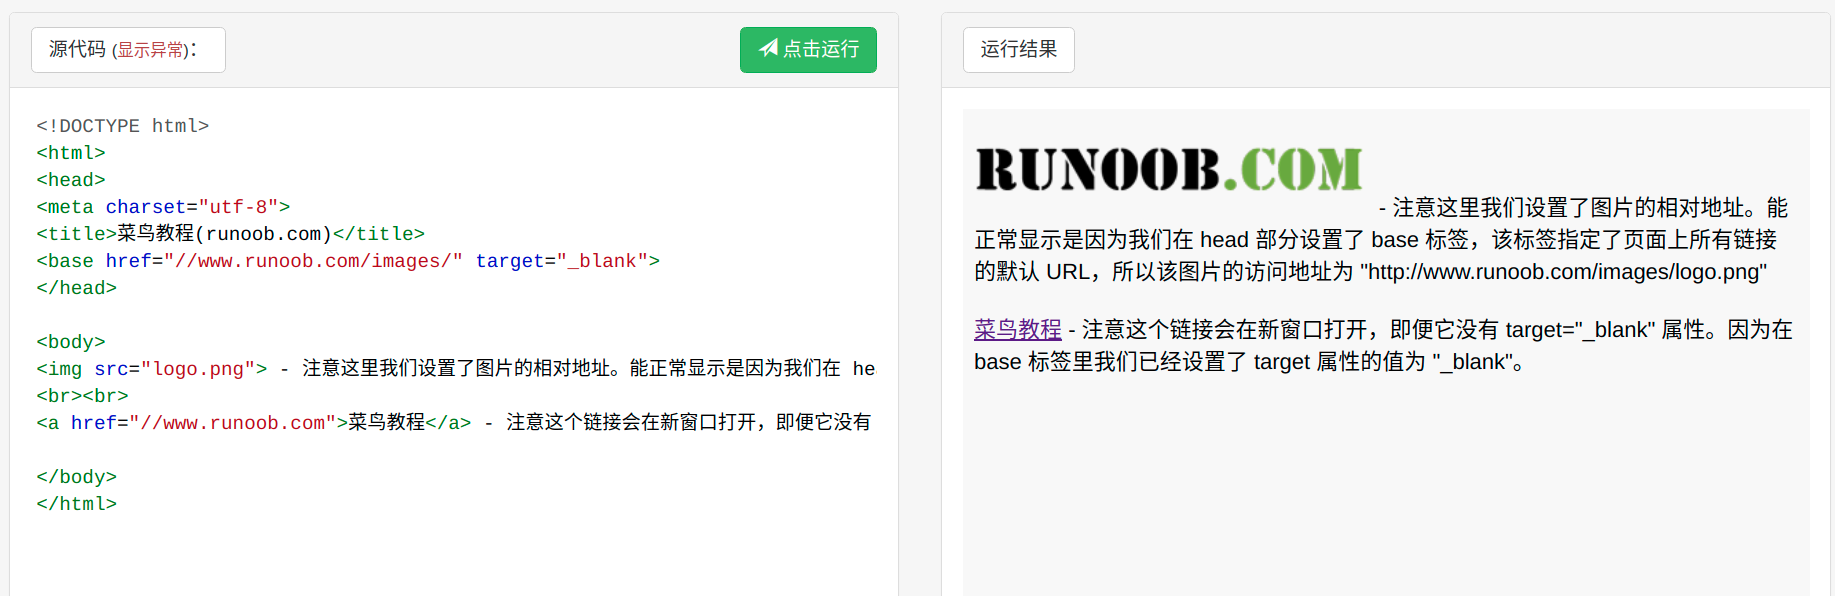 源代码 (显示异常)：
点击运行
<!DOCTYPE html>
<html>
<head>
<meta charset="utf-8">
<title>菜鸟教程(runoob.com)</title>
<base href="//www.runoob.com/images/" target="_blank">
</head>
<body>
<img src="logo.png"> - 注意这里我们设置了图片的相对地址。能正常显示是因为我们在 he
<br><br>
<a href="//www.runoob.com">菜鸟教程</a> - 注意这个链接会在新窗口打开，即便它没有
</body>
</html>
运行结果
RUNOOB.COM
- 注意这里我们设置了图片的相对地址。能
正常显示是因为我们在 head 部分设置了 base 标签，该标签指定了页面上所有链接
的默认 URL，所以该图片的访问地址为 "http://www.runoob.com/images/logo.png"
菜鸟教程 - 注意这个链接会在新窗口打开，即便它没有 target="_blank" 属性。因为在
base 标签里我们已经设置了 target 属性的值为 "_blank"。